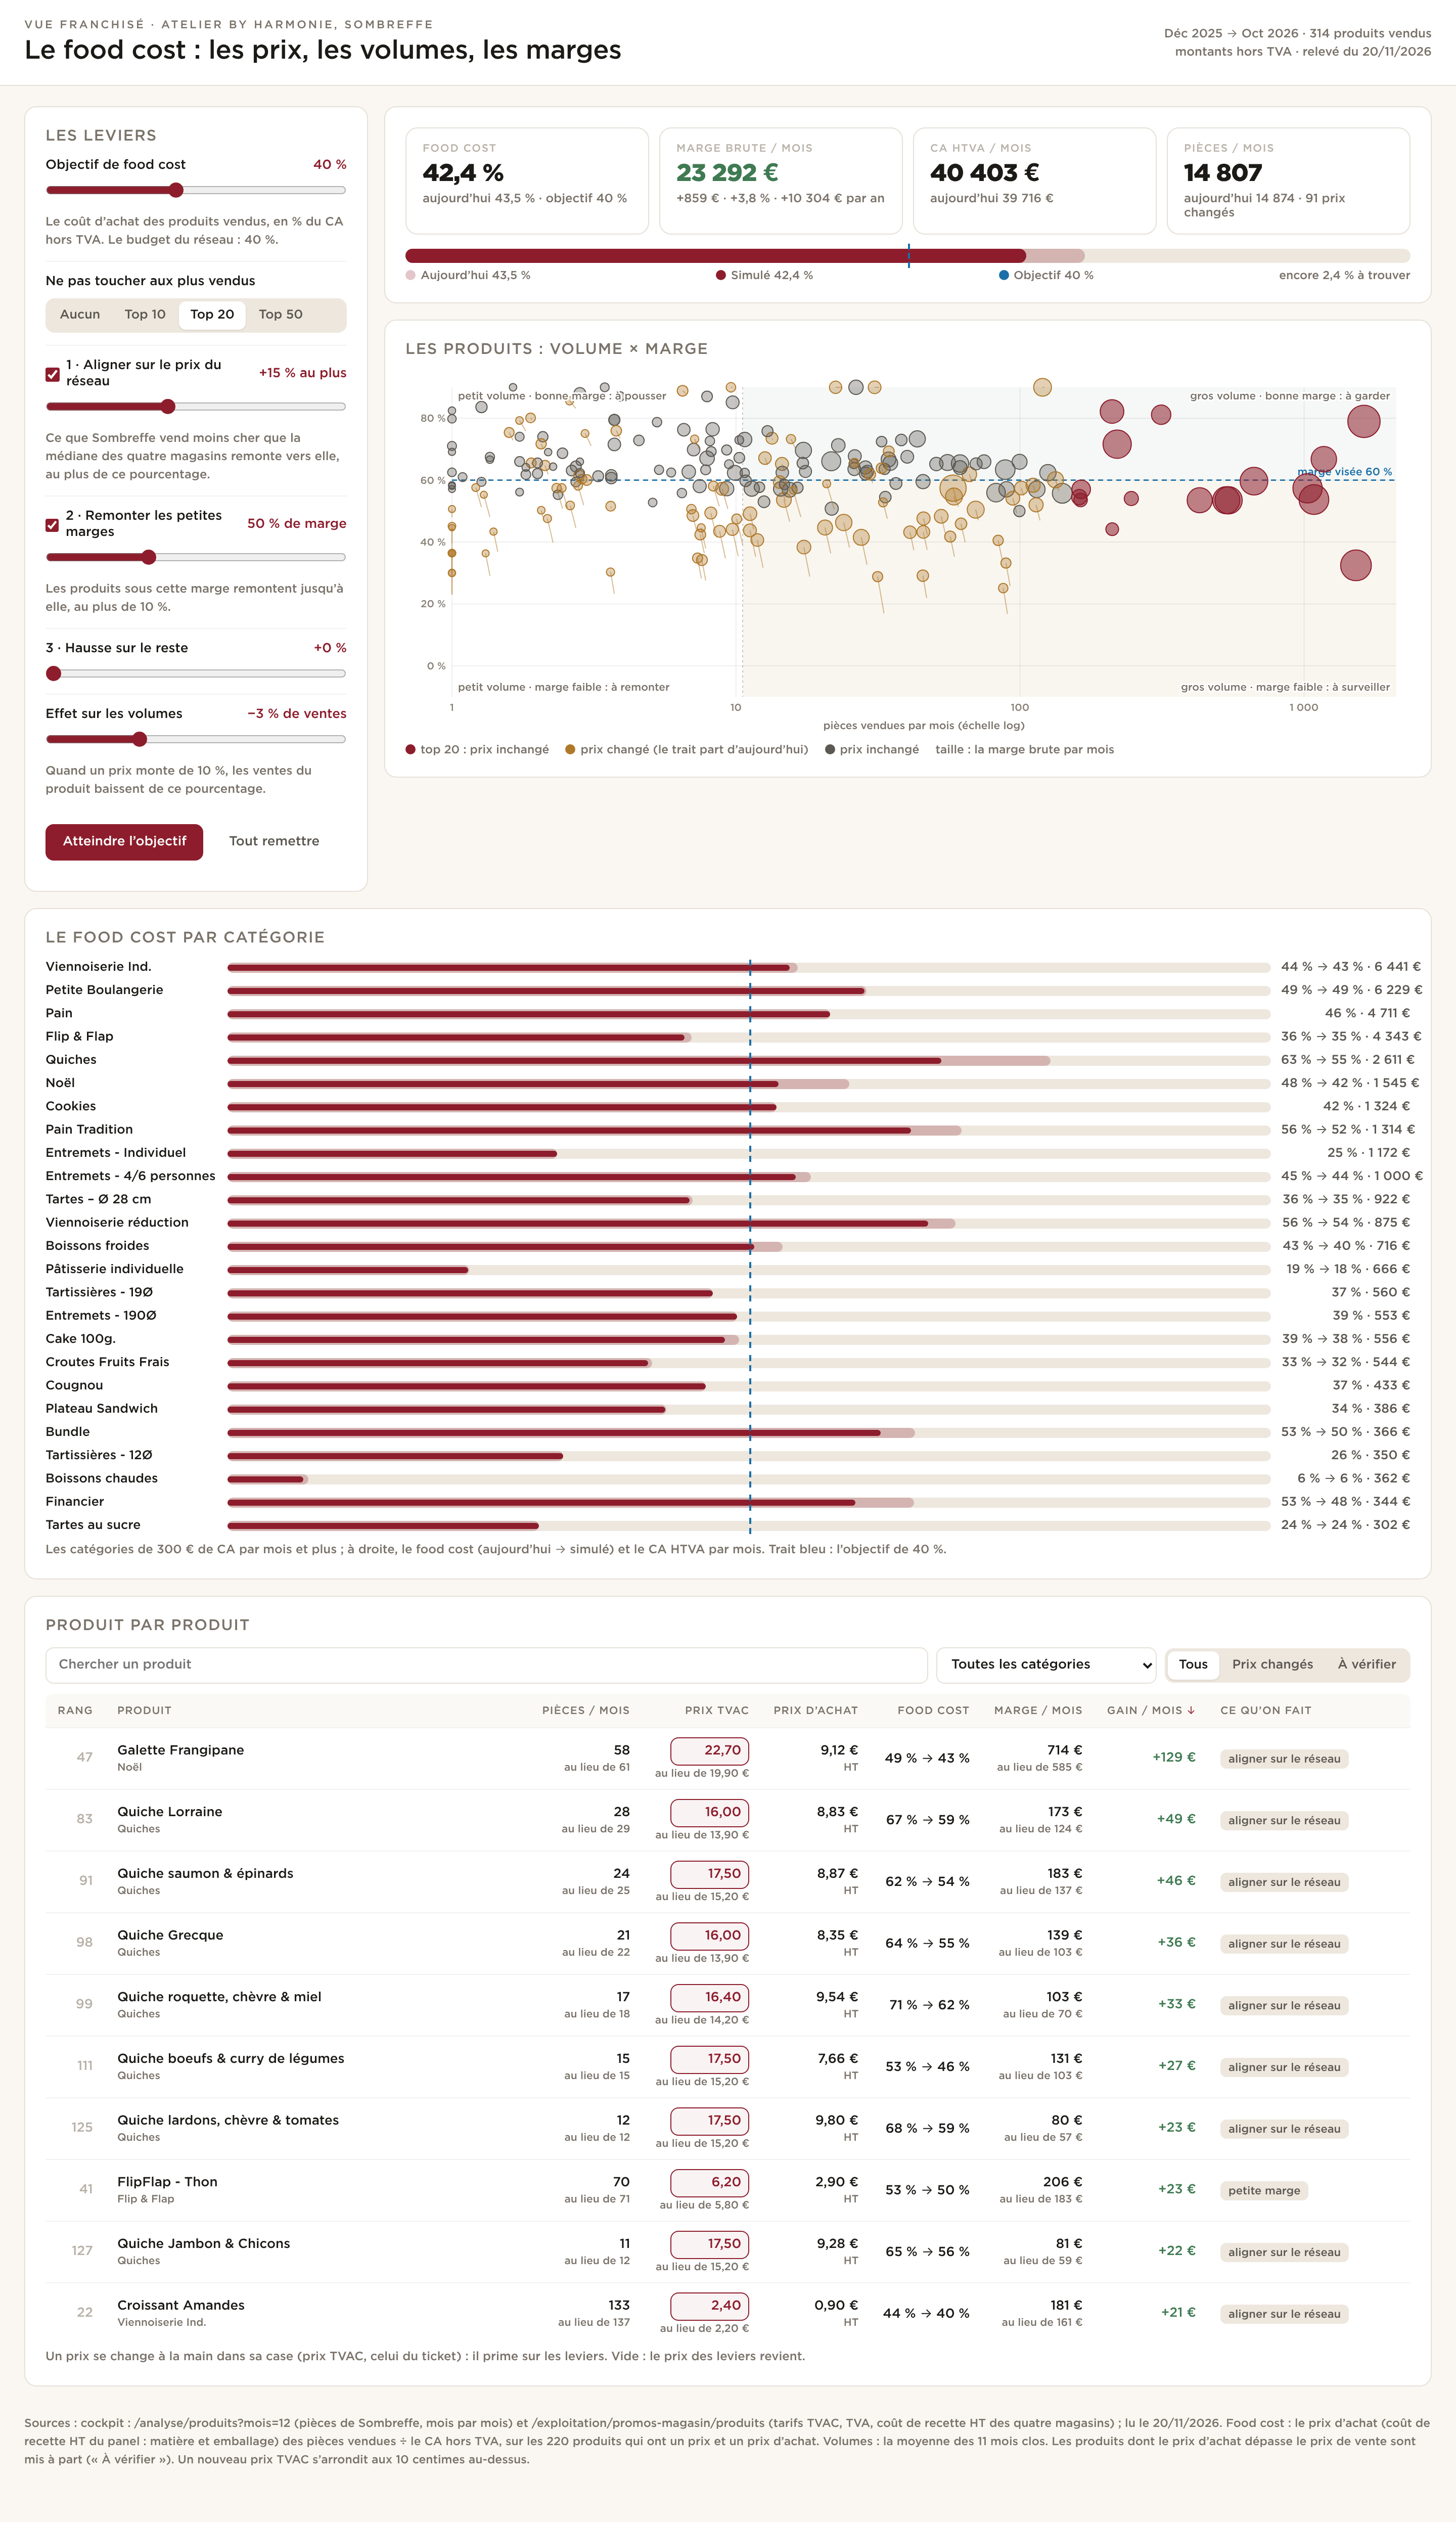 VUE FRANCHISÉ · ATELIER BY HARMONIE, SOMBREFFE
Le food cost : les prix, les volumes, les marges
Déc 2025 → Oct 2026 · 314 produits vendus
montants hors TVA · relevé du 20/11/2026
LES LEVIERS
Objectif de food cost 40 %
Le coût d’achat des produits vendus, en % du CA
hors TVA. Le budget du réseau : 40 %.
Ne pas toucher aux plus vendus
Aucun Top 10 Top 20 Top 50
1 · Aligner sur le prix du
réseau
+15 % au plus
Ce que Sombreffe vend moins cher que la
médiane des quatre magasins remonte vers elle,
au plus de ce pourcentage.
2 · Remonter les petites
marges
50 % de marge
Les produits sous cette marge remontent jusqu’à
elle, au plus de 10 %.
3 · Hausse sur le reste +0 %
Effet sur les volumes −3 % de ventes
Quand un prix monte de 10 %, les ventes du
produit baissent de ce pourcentage.
Atteindre l’objectif Tout remettre
FOOD COST
42,4 %
aujourd’hui 43,5 % · objectif 40 %
MARGE BRUTE / MOIS
23 292 €
+859 € · +3,8 % · +10 304 € par an
CA HTVA / MOIS
40 403 €
aujourd’hui 39 716 €
PIÈCES / MOIS
14 807
aujourd’hui 14 874 · 91 prix
changés
Aujourd’hui 43,5 % Simulé 42,4 % Objectif 40 % encore 2,4 % à trouver
LES PRODUITS : VOLUME × MARGE
petit volume · bonne marge : à pousser
gros volume · bonne marge : à garder
80 %
marge visée 60 %
60 %
40 %
20 %
0 %
petit volume · marge faible : à remonter
gros volume · marge faible : à surveiller
1 10 100 1 000
pièces vendues par mois (échelle log)
top 20 : prix inchangé prix changé (le trait part d’aujourd’hui) prix inchangé taille : la marge brute par mois
LE FOOD COST PAR CATÉGORIE
Viennoiserie Ind. 44 % → 43 % · 6 441 €
Petite Boulangerie 49 % → 49 % · 6 229 €
Pain 46 % · 4 711 €
Flip & Flap 36 % → 35 % · 4 343 €
Quiches 63 % → 55 % · 2 611 €
Noël 48 % → 42 % · 1 545 €
Cookies 42 % · 1 324 €
Pain Tradition 56 % → 52 % · 1 314 €
Entremets - Individuel 25 % · 1 172 €
Entremets - 4/6 personnes 45 % → 44 % · 1 000 €
Tartes – Ø 28 cm 36 % → 35 % · 922 €
Viennoiserie réduction 56 % → 54 % · 875 €
Boissons froides 43 % → 40 % · 716 €
Pâtisserie individuelle 19 % → 18 % · 666 €
Tartissières - 19Ø 37 % · 560 €
Entremets - 190Ø 39 % · 553 €
Cake 100g. 39 % → 38 % · 556 €
Croutes Fruits Frais 33 % → 32 % · 544 €
Cougnou 37 % · 433 €
Plateau Sandwich 34 % · 386 €
Bundle 53 % → 50 % · 366 €
Tartissières - 12Ø 26 % · 350 €
Boissons chaudes 6 % → 6 % · 362 €
Financier 53 % → 48 % · 344 €
Tartes au sucre 24 % → 24 % · 302 €
Les catégories de 300 € de CA par mois et plus ; à droite, le food cost (aujourd’hui → simulé) et le CA HTVA par mois. Trait bleu : l’objectif de 40 %.
PRODUIT PAR PRODUIT
Chercher un produit Toutes les catégories Tous Prix changés À vérifier
RANG PRODUIT PIÈCES / MOIS PRIX TVAC PRIX D’ACHAT FOOD COST MARGE / MOIS GAIN / MOIS ↓ CE QU’ON FAIT
47 Galette Frangipane 58 22,70 9,12 € 49 % → 43 % 714 € +129 € aligner sur le réseau
Noël au lieu de 61 au lieu de 19,90 € HT au lieu de 585 €
83 Quiche Lorraine 28 16,00 8,83 € 67 % → 59 % 173 € +49 € aligner sur le réseau
Quiches au lieu de 29 au lieu de 13,90 € HT au lieu de 124 €
91 Quiche saumon & épinards 24 17,50 8,87 € 62 % → 54 % 183 € +46 € aligner sur le réseau
Quiches au lieu de 25 au lieu de 15,20 € HT au lieu de 137 €
98 Quiche Grecque 21 16,00 8,35 € 64 % → 55 % 139 € +36 € aligner sur le réseau
Quiches au lieu de 22 au lieu de 13,90 € HT au lieu de 103 €
99 Quiche roquette, chèvre & miel 17 16,40 9,54 € 71 % → 62 % 103 € +33 € aligner sur le réseau
Quiches au lieu de 18 au lieu de 14,20 € HT au lieu de 70 €
111 Quiche boeufs & curry de légumes 15 17,50 7,66 € 53 % → 46 % 131 € +27 € aligner sur le réseau
Quiches au lieu de 15 au lieu de 15,20 € HT au lieu de 103 €
125 Quiche lardons, chèvre & tomates 12 17,50 9,80 € 68 % → 59 % 80 € +23 € aligner sur le réseau
Quiches au lieu de 12 au lieu de 15,20 € HT au lieu de 57 €
41 FlipFlap - Thon 70 6,20 2,90 € 53 % → 50 % 206 € +23 € petite marge
Flip & Flap au lieu de 71 au lieu de 5,80 € HT au lieu de 183 €
127 Quiche Jambon & Chicons 11 17,50 9,28 € 65 % → 56 % 81 € +22 € aligner sur le réseau
Quiches au lieu de 12 au lieu de 15,20 € HT au lieu de 59 €
22 Croissant Amandes 133 2,40 0,90 € 44 % → 40 % 181 € +21 € aligner sur le réseau
Viennoiserie Ind. au lieu de 137 au lieu de 2,20 € HT au lieu de 161 €
Un prix se change à la main dans sa case (prix TVAC, celui du ticket) : il prime sur les leviers. Vide : le prix des leviers revient.
Sources : cockpit : /analyse/produits?mois=12 (pièces de Sombreffe, mois par mois) et /exploitation/promos-magasin/produits (tarifs TVAC, TVA, coût de recette HT des quatre magasins) ; lu le 20/11/2026. Food cost : le prix d’achat (coût de
recette HT du panel : matière et emballage) des pièces vendues ÷ le CA hors TVA, sur les 220 produits qui ont un prix et un prix d’achat. Volumes : la moyenne des 11 mois clos. Les produits dont le prix d’achat dépasse le prix de vente sont
mis à part (« À vérifier »). Un nouveau prix TVAC s’arrondit aux 10 centimes au-dessus.